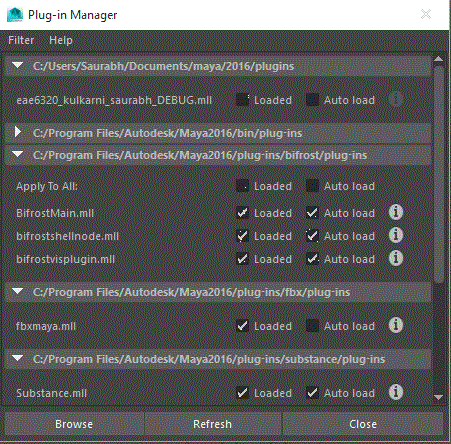 Plug-in Manager
Filter Help
C:/Users/Saurabh/Documents/maya/2016/plugins
eae6320_kulkarni_saurabh_DEBUG.mll Loaded Auto load
C:/Program Files/Autodesk/Maya2016/bin/plug-ins
C:/Program Files/Autodesk/Maya2016/plug-ins/bifrost/plug-ins
Apply To All: Loaded Auto load
BifrostMain.mll Loaded Auto load
bifrostshellnode.mll Loaded Auto load
bifrostvisplugin.mll Loaded Auto load
C:/Program Files/Autodesk/Maya2016/plug-ins/fbx/plug-ins
fbxmaya.mll Loaded Auto load
C:/Program Files/Autodesk/Maya2016/plug-ins/substance/plug-ins
Substance.mll Loaded Auto load
Browse Refresh Close